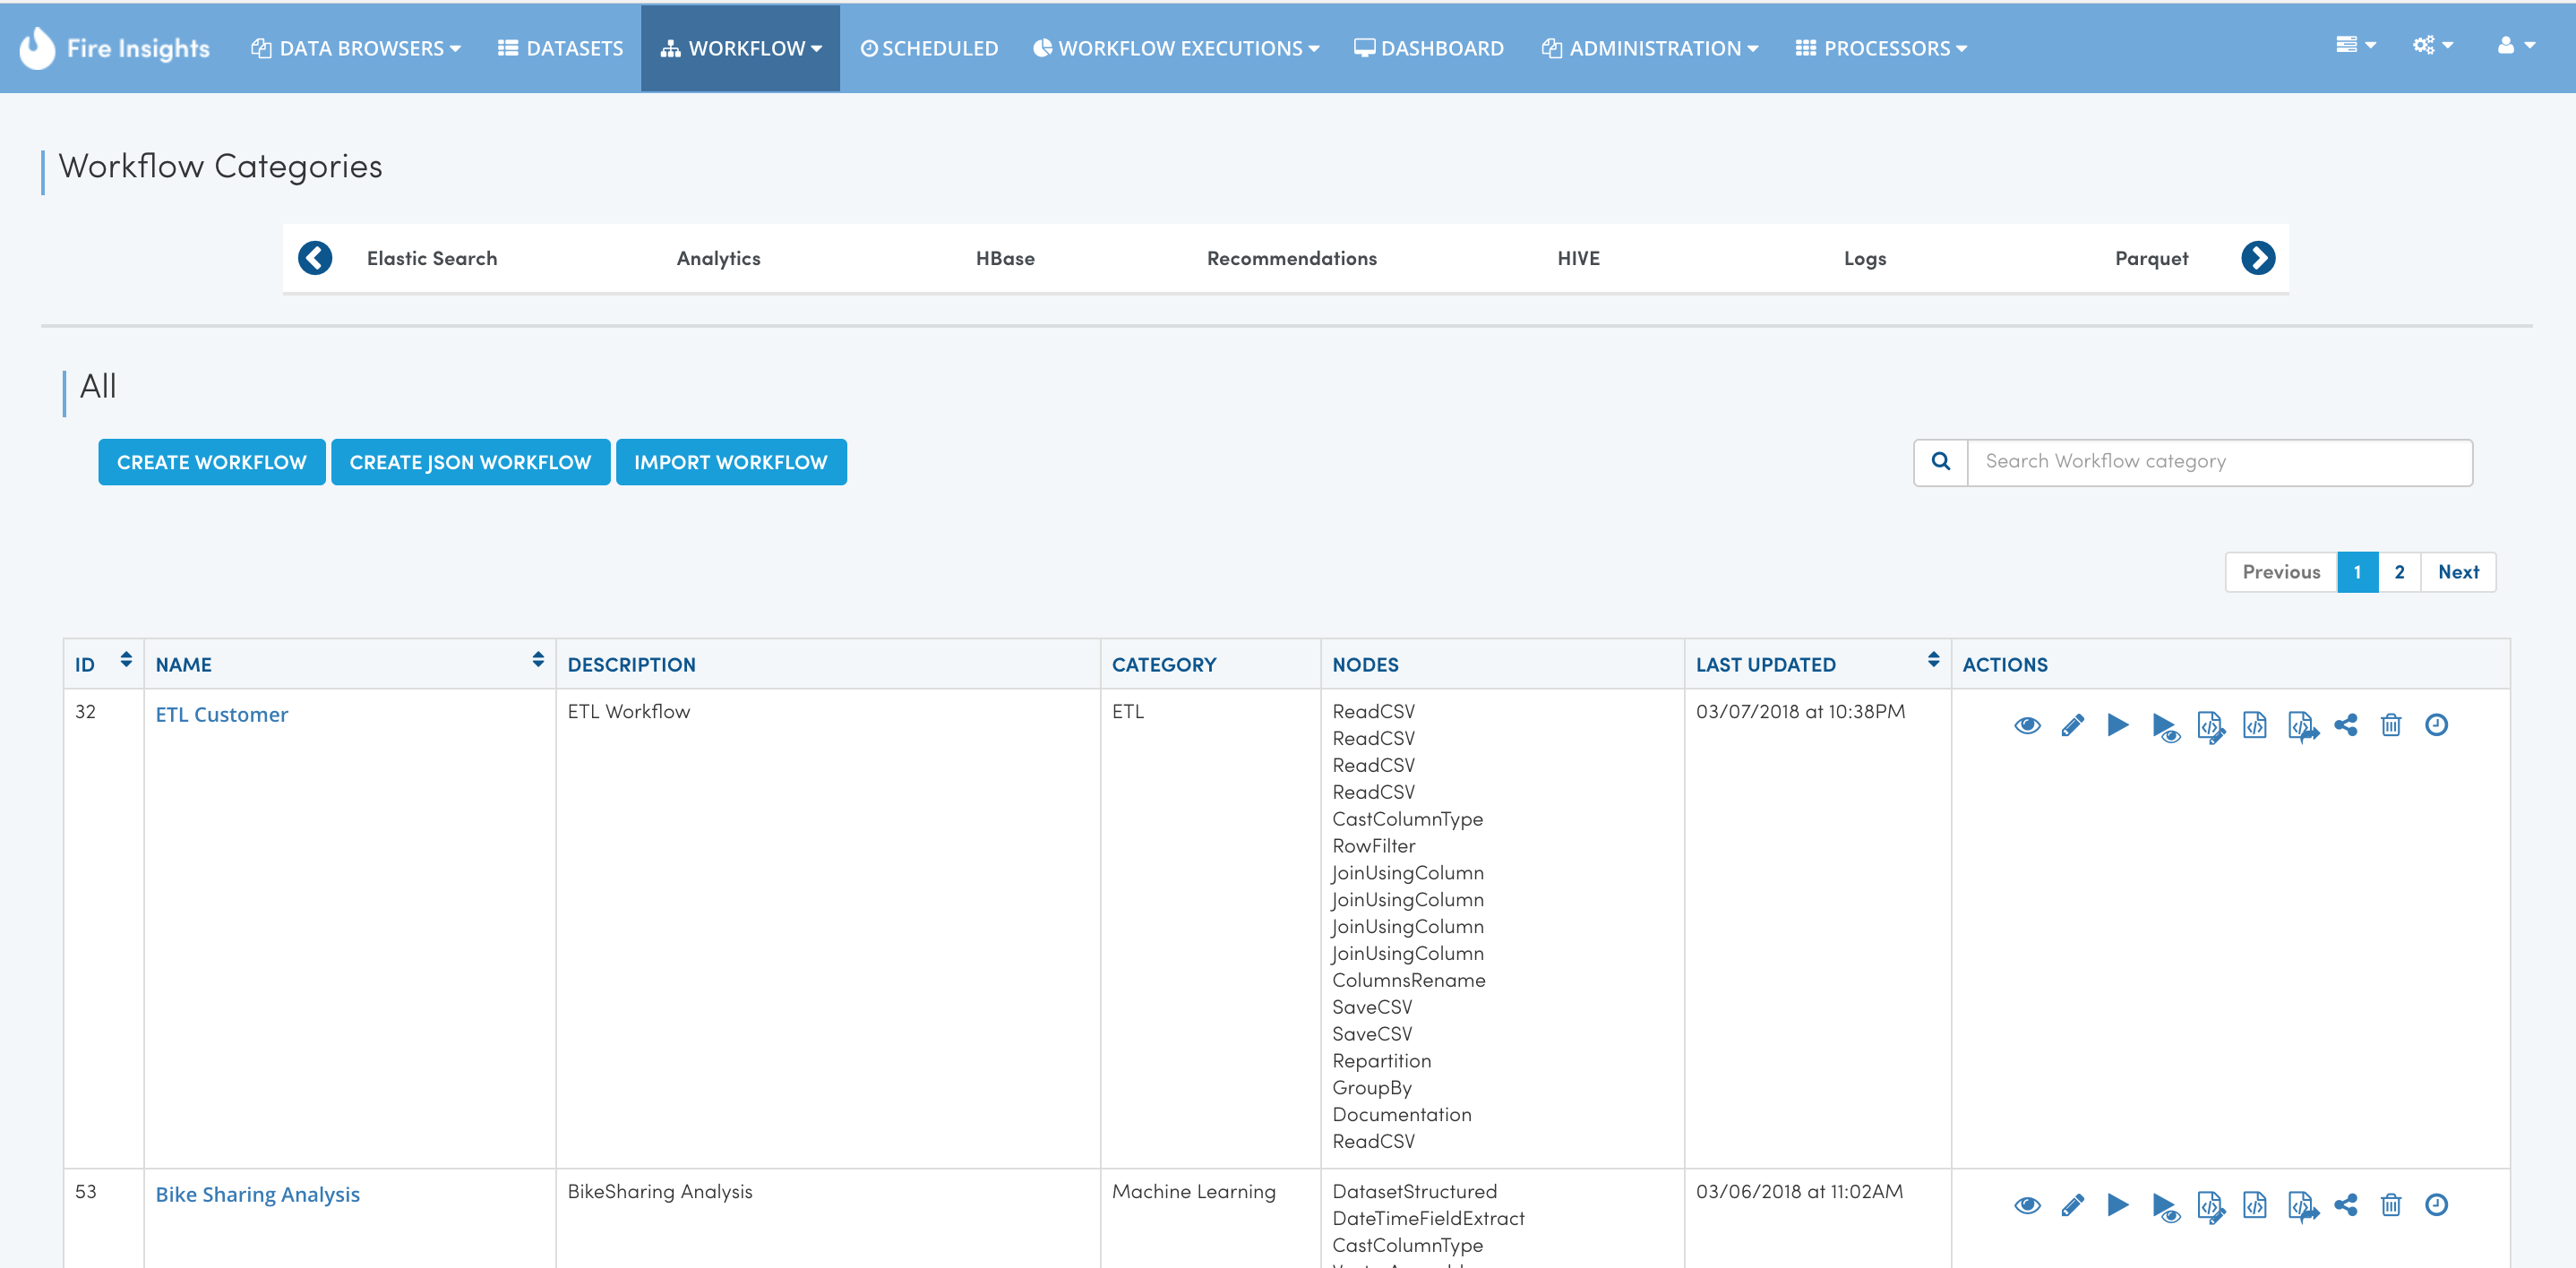 Fire Insights DATA BROWSERS DATASETS WORKFLOW SCHEDULED WORKFLOW EXECUTIONS DASHBOARD ADMINISTRATION PROCESSORS
Workflow Categories
Elastic Search Analytics HBase Recommendations HIVE Logs Parquet
All
CREATE WORKFLOW CREATE JSON WORKFLOW IMPORT WORKFLOW Search Workflow category
Previous 1 2 Next
ID NAME DESCRIPTION CATEGORY NODES LAST UPDATED ACTIONS
32 ETL Customer ETL Workflow ETL ReadCSV 03/07/2018 at 10:38PM
ReadCSV
ReadCSV
ReadCSV
CastColumnType
RowFilter
JoinUsingColumn
JoinUsingColumn
JoinUsingColumn
JoinUsingColumn
ColumnsRename
SaveCSV
SaveCSV
Repartition
GroupBy
Documentation
ReadCSV
53 Bike Sharing Analysis BikeSharing Analysis Machine Learning DatasetStructured 03/06/2018 at 11:02AM
DateTimeFieldExtract
CastColumnType